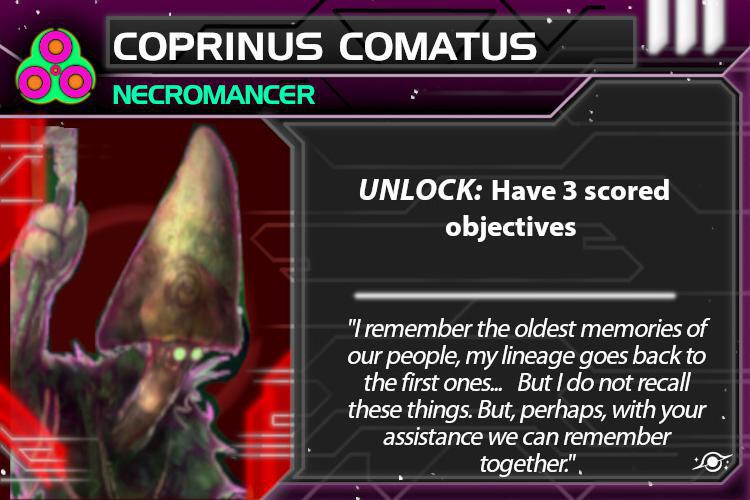 COPRINUS COMATUS
NECROMANCER
UNLOCK: Have 3 scored
objectives
"I remember the oldest memories of
our people, my lineage goes back to
the first ones... But I do not recall
these things. But, perhaps, with your
assistance we can remember
together."